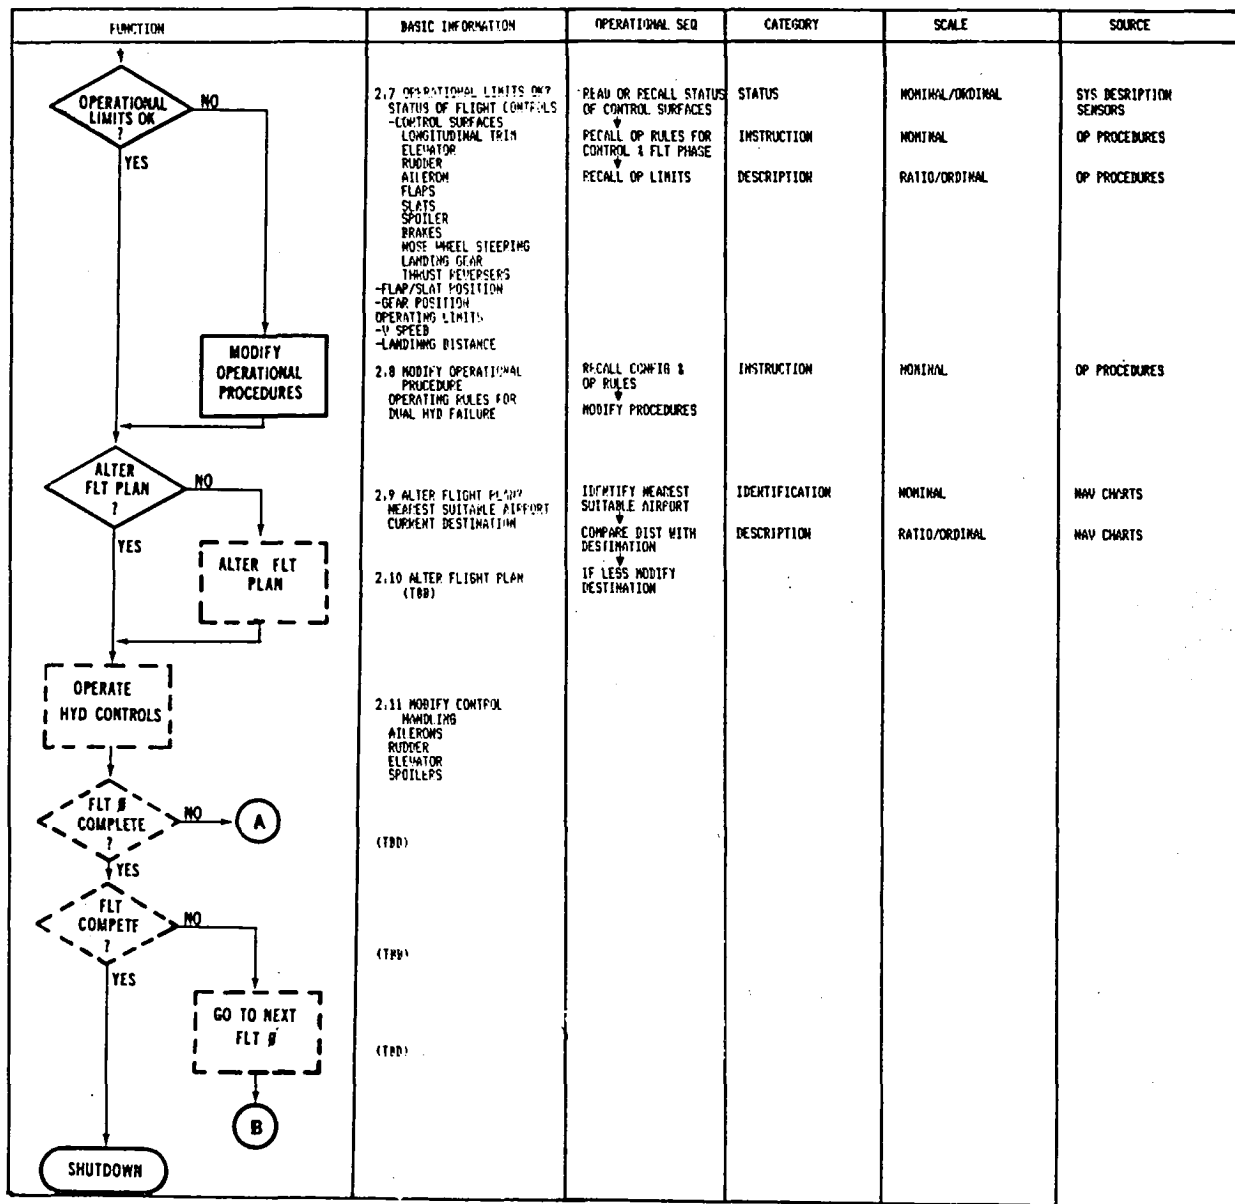 FUNCTION
BASIC INFORMATION
OPERATIONAL SEQ
CATEGORY
SCALE
SOURCE
OPERATIONAL
LIMITS OK
?
NO
YES
2.7 OPERATIONAL LIMITS OK?
STATUS OF FLIGHT CONTROLS
-CONTROL SURFACES
LONGITUDINAL TRIM
ELEVATOR
RUDDER
AILERON
FLAPS
SLATS
SPOILER
BRAKES
NOSE WHEEL STEERING
LANDING GEAR
THRUST REVERSERS
-FLAP/SLAT POSITION
-GEAR POSITION
OPERATING LIMITS
-V SPEED
-LANDINNG DISTANCE
READ OR RECALL STATUS
OF CONTROL SURFACES
RECALL OP RULES FOR
CONTROL & FLT PHASE
RECALL OP LIMITS
STATUS
INSTRUCTION
DESCRIPTION
NOMINAL/ORDINAL
NOMINAL
RATIO/ORDINAL
SYS DESRIPTION
SENSORS
OP PROCEDURES
OP PROCEDURES
MODIFY
OPERATIONAL
PROCEDURES
2.8 MODIFY OPERATIONAL
PROCEDURE
OPERATING RULES FOR
DUAL HYD FAILURE
RECALL CONFIG &
OP RULES
MODIFY PROCEDURES
INSTRUCTION
NOMINAL
OP PROCEDURES
ALTER
FLT PLAN
?
NO
YES
2.9 ALTER FLIGHT PLAN?
NEAREST SUITABLE AIRPORT
CURRENT DESTINATION
IDENTIFY NEAREST
SUITABLE AIRPORT
COMPARE DIST WITH
DESTINATION
IF LESS MODIFY
DESTINATION
IDENTIFICATION
DESCRIPTION
NOMINAL
RATIO/ORDINAL
NAV CHARTS
NAV CHARTS
ALTER FLT
PLAN
2.10 ALTER FLIGHT PLAN
(TBD)
OPERATE
HYD CONTROLS
2.11 MODIFY CONTROL
HANDLING
AILERONS
RUDDER
ELEVATOR
SPOILERS
FLT Ø
COMPLETE
?
NO
A
YES
(TBD)
FLT
COMPETE
?
NO
YES
(TBD)
GO TO NEXT
FLT Ø
(TBD)
B
SHUTDOWN